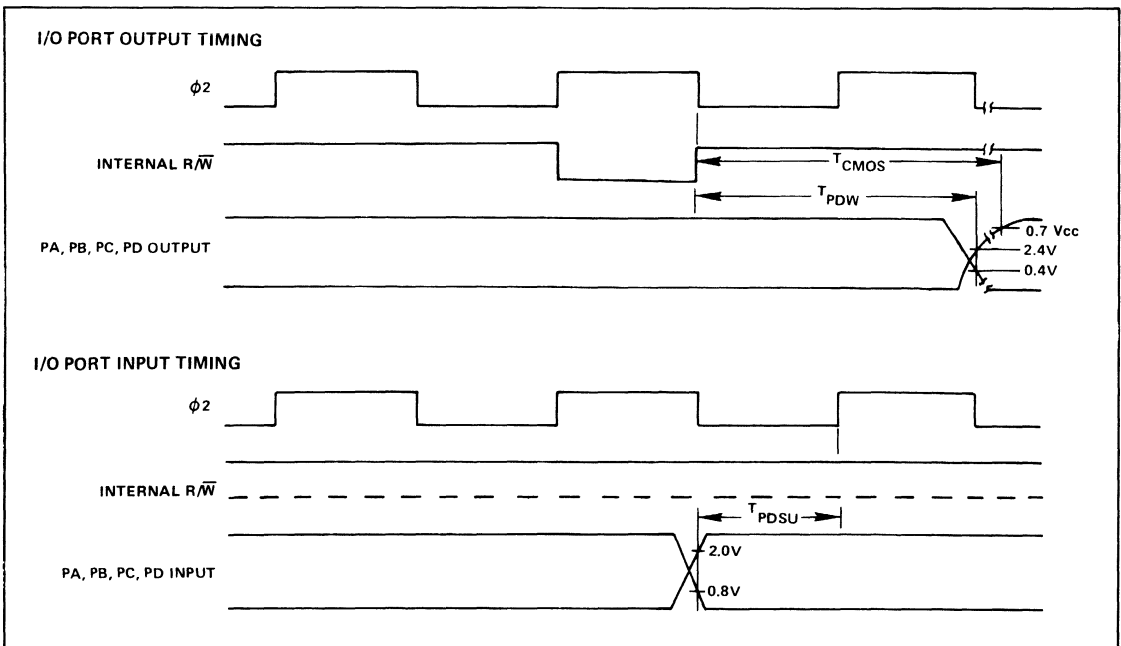 I/O PORT OUTPUT TIMING
ϕ2
INTERNAL R/W̅
T_CMOS
T_PDW
PA, PB, PC, PD OUTPUT
0.7 Vcc
2.4V
0.4V
I/O PORT INPUT TIMING
ϕ2
INTERNAL R/W̅
T_PDSU
2.0V
PA, PB, PC, PD INPUT
0.8V